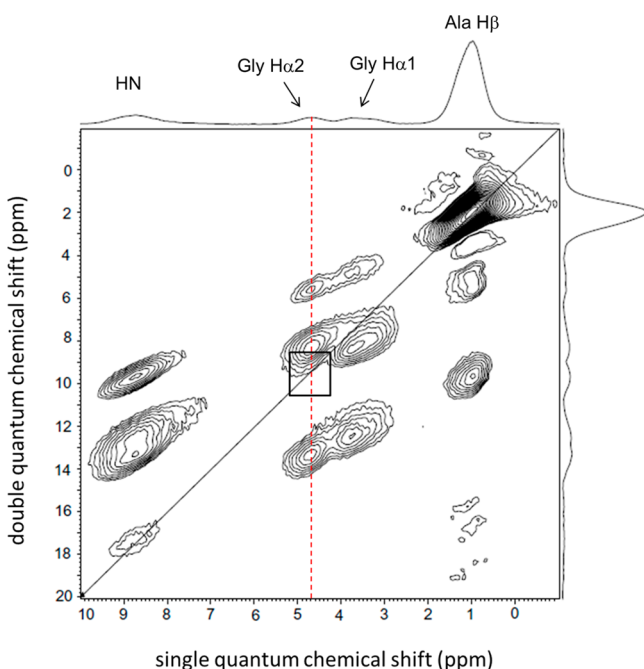 Ala Hβ
Gly Hα2
Gly Hα1
HN
double quantum chemical shift (ppm)
0
2
4
6
8
10
12
14
16
18
20
10 9 8 7 6 5 4 3 2 1 0
single quantum chemical shift (ppm)